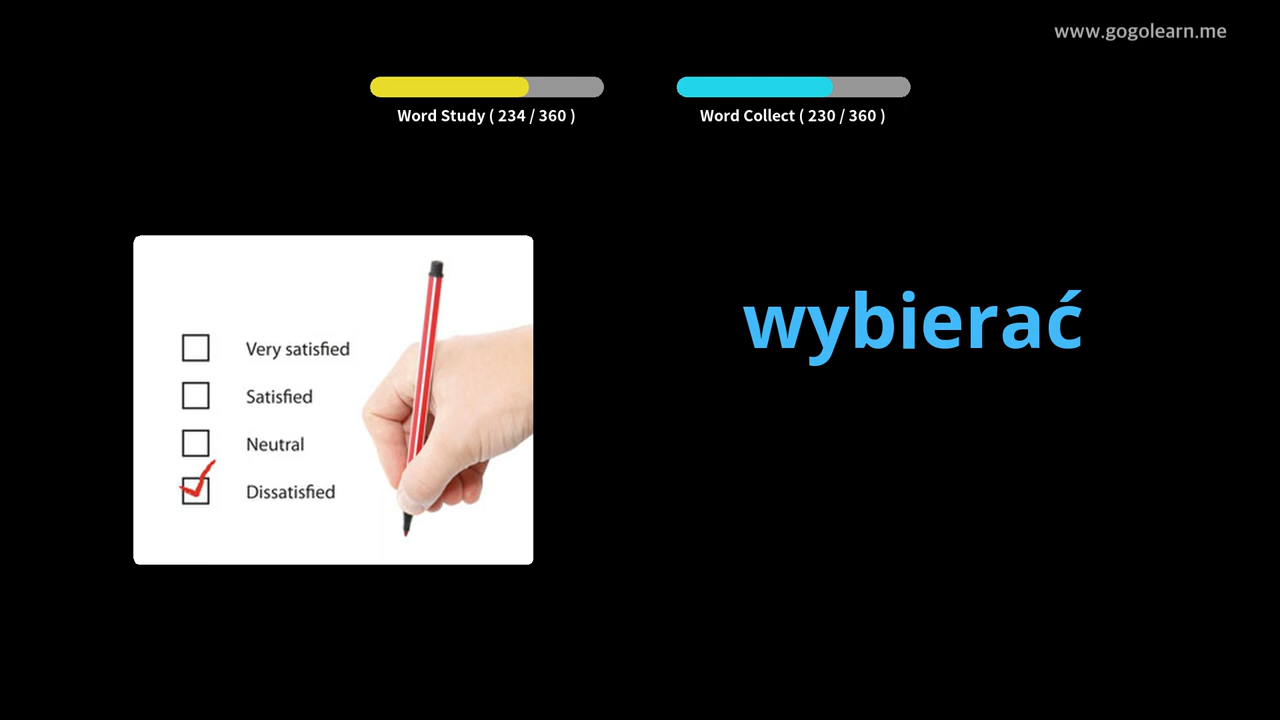 www.gogolearn.me
Word Study ( 234 / 360 )
Word Collect ( 230 / 360 )
wybierać
Very satisfied
Satisfied
Neutral
Dissatisfied